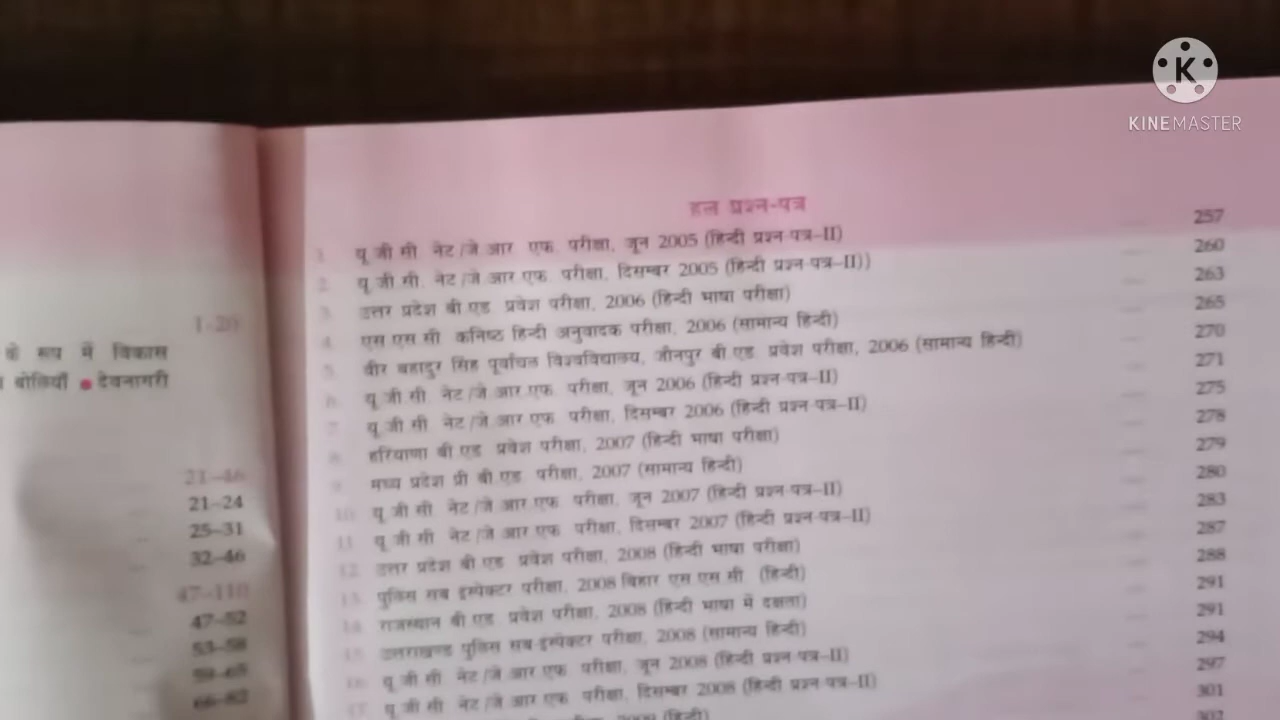 K
KINEMASTER
1-20
के रूप में विकास
बोलियाँ ● देवनागरी
21-46
21-24
25-31
32-46
47-110
47-52
53-58
59-65
66-82
हल प्रश्न-पत्र
1. यू जी सी नेट/जे आर एफ परीक्षा, जून 2005 (हिन्दी प्रश्न-पत्र-II) 257
2. यू जी सी नेट/जे आर एफ परीक्षा, दिसम्बर 2005 (हिन्दी प्रश्न-पत्र-II)) 260
3. उत्तर प्रदेश बी एड प्रवेश परीक्षा, 2006 (हिन्दी भाषा परीक्षा) 263
4. एस एस सी कनिष्ठ हिन्दी अनुवादक परीक्षा, 2006 (सामान्य हिन्दी) 265
5. वीर बहादुर सिंह पूर्वांचल विश्वविद्यालय, जौनपुर बी एड प्रवेश परीक्षा, 2006 (सामान्य हिन्दी) 270
6. यू जी सी नेट/जे आर एफ परीक्षा, जून 2006 (हिन्दी प्रश्न-पत्र-II) 271
7. यू जी सी नेट/जे आर एफ परीक्षा, दिसम्बर 2006 (हिन्दी प्रश्न-पत्र-II) 275
8. हरियाणा बी एड प्रवेश परीक्षा, 2007 (हिन्दी भाषा परीक्षा) 278
9. मध्य प्रदेश प्री बी एड परीक्षा, 2007 (सामान्य हिन्दी) 279
10. यू जी सी नेट/जे आर एफ परीक्षा, जून 2007 (हिन्दी प्रश्न-पत्र-II) 280
11. यू जी सी नेट/जे आर एफ परीक्षा, दिसम्बर 2007 (हिन्दी प्रश्न-पत्र-II) 283
12. उत्तर प्रदेश बी एड प्रवेश परीक्षा, 2008 (हिन्दी भाषा परीक्षा) 287
13. पुलिस सब इंस्पेक्टर परीक्षा, 2008 बिहार एस एस सी (हिन्दी) 288
14. राजस्थान बी एड प्रवेश परीक्षा, 2008 (हिन्दी भाषा में दक्षता) 291
15. उत्तराखण्ड पुलिस सब-इंस्पेक्टर परीक्षा, 2008 (सामान्य हिन्दी) 291
16. यू जी सी नेट/जे आर एफ परीक्षा, जून 2008 (हिन्दी प्रश्न-पत्र-II) 294
17. यू जी सी नेट/जे आर एफ परीक्षा, दिसम्बर 2008 (हिन्दी प्रश्न-पत्र-II) 297
2009 (हिन्दी) 301
302